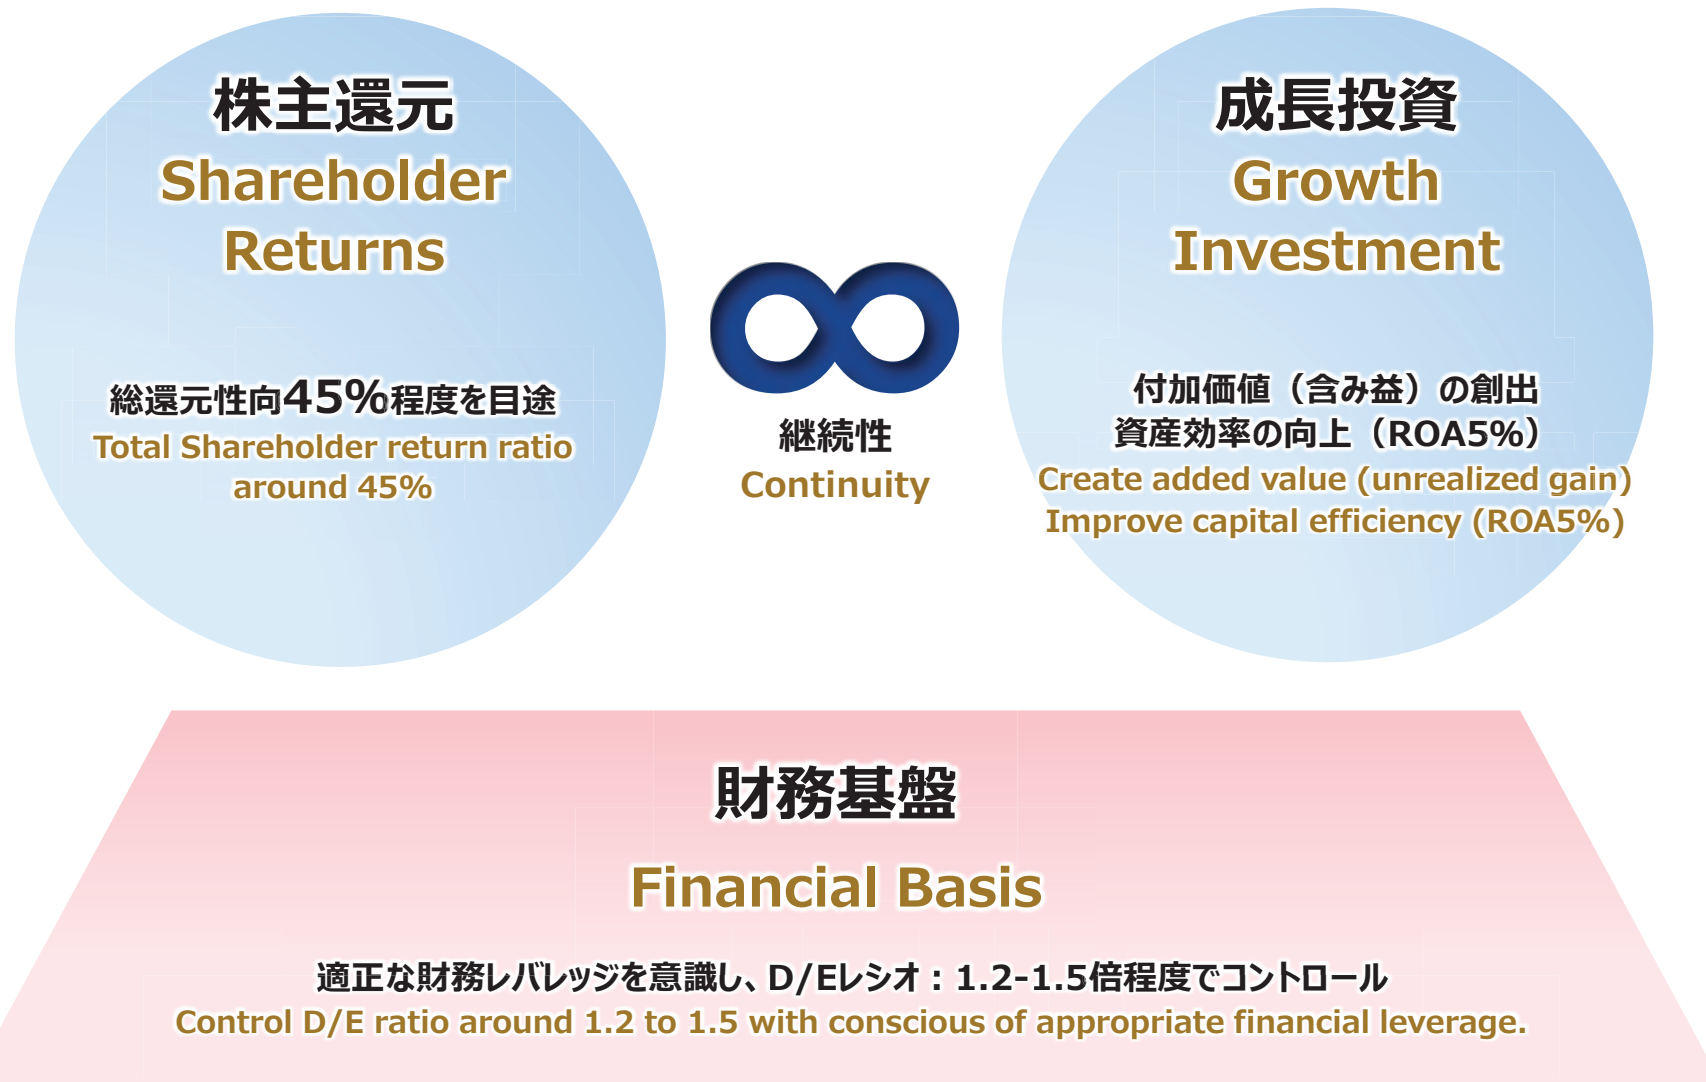 株主還元
Shareholder
Returns
総還元性向45%程度を目途
Total Shareholder return ratio
around 45%
継続性
Continuity
成長投資
Growth
Investment
付加価値（含み益）の創出
資産効率の向上（ROA5%）
Create added value (unrealized gain)
Improve capital efficiency (ROA5%)
財務基盤
Financial Basis
適正な財務レバレッジを意識し、D/Eレシオ：1.2-1.5倍程度でコントロール
Control D/E ratio around 1.2 to 1.5 with conscious of appropriate financial leverage.